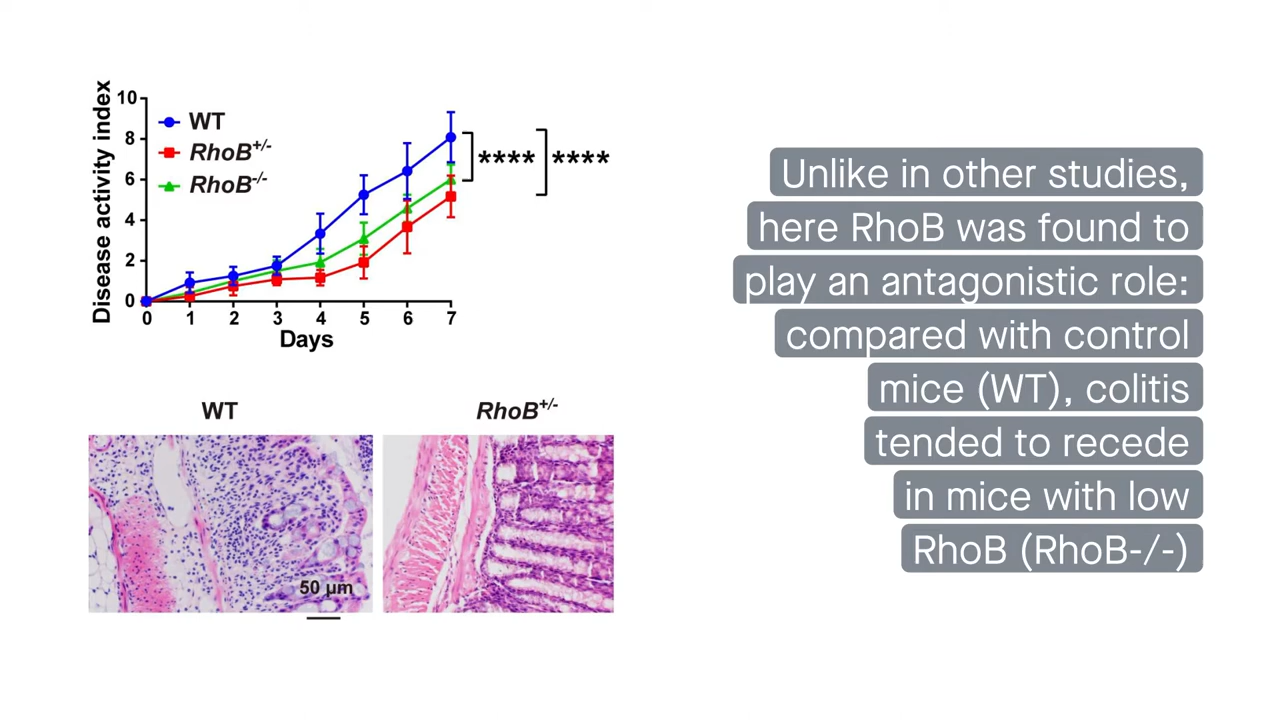 Disease activity index
10
8
6
4
2
0
WT
RhoB+/-
RhoB-/-
**** ****
0 1 2 3 4 5 6 7
Days
WT RhoB+/-
50 µm
Unlike in other studies,
here RhoB was found to
play an antagonistic role:
compared with control
mice (WT), colitis
tended to recede
in mice with low
RhoB (RhoB-/-)